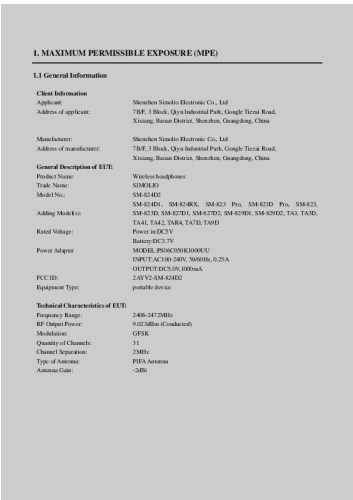 1. MAXIMUM PERMISSIBLE EXPOSURE (MPE)
1.1 General Information
Client Information
Applicant: Shenzhen Simolio Electronic Co., Ltd
Address of applicant: 7B/F, 3 Block, Qiyu Industrial Park, Gongle Tiezai Road,
Xixiang, Baoan District, Shenzhen, Guangdong, China
Manufacturer: Shenzhen Simolio Electronic Co., Ltd
Address of manufacturer: 7B/F, 3 Block, Qiyu Industrial Park, Gongle Tiezai Road,
Xixiang, Baoan District, Shenzhen, Guangdong, China
General Description of EUT:
Product Name: Wireless headphones
Trade Name: SIMOLIO
Model No.: SM-824D2
SM-824D1, SM-824RX, SM-823 Pro, SM-823D Pro, SM-823,
Adding Model(s): SM-823D, SM-827D1, SM-827D2, SM-829D1, SM-829D2, TA3, TA3D,
TA41, TA42, TAR4, TA7D, TA9D
Rated Voltage: Power in:DC5V
Battery:DC3.7V
Power Adapter MODEL:PS06C050K1000UU
INPUT:AC100-240V, 50/60Hz, 0.25A
OUTPUT:DC5.0V,1000mA
FCC ID: 2AYV2-SM-824D2
Equipment Type: portable device
Technical Characteristics of EUT:
Frequency Range: 2406-2472MHz
RF Output Power: 9.023dBm (Conducted)
Modulation: GFSK
Quantity of Channels: 31
Channel Separation: 2MHz
Type of Antenna: PIFA Antenna
Antenna Gain: -2dBi